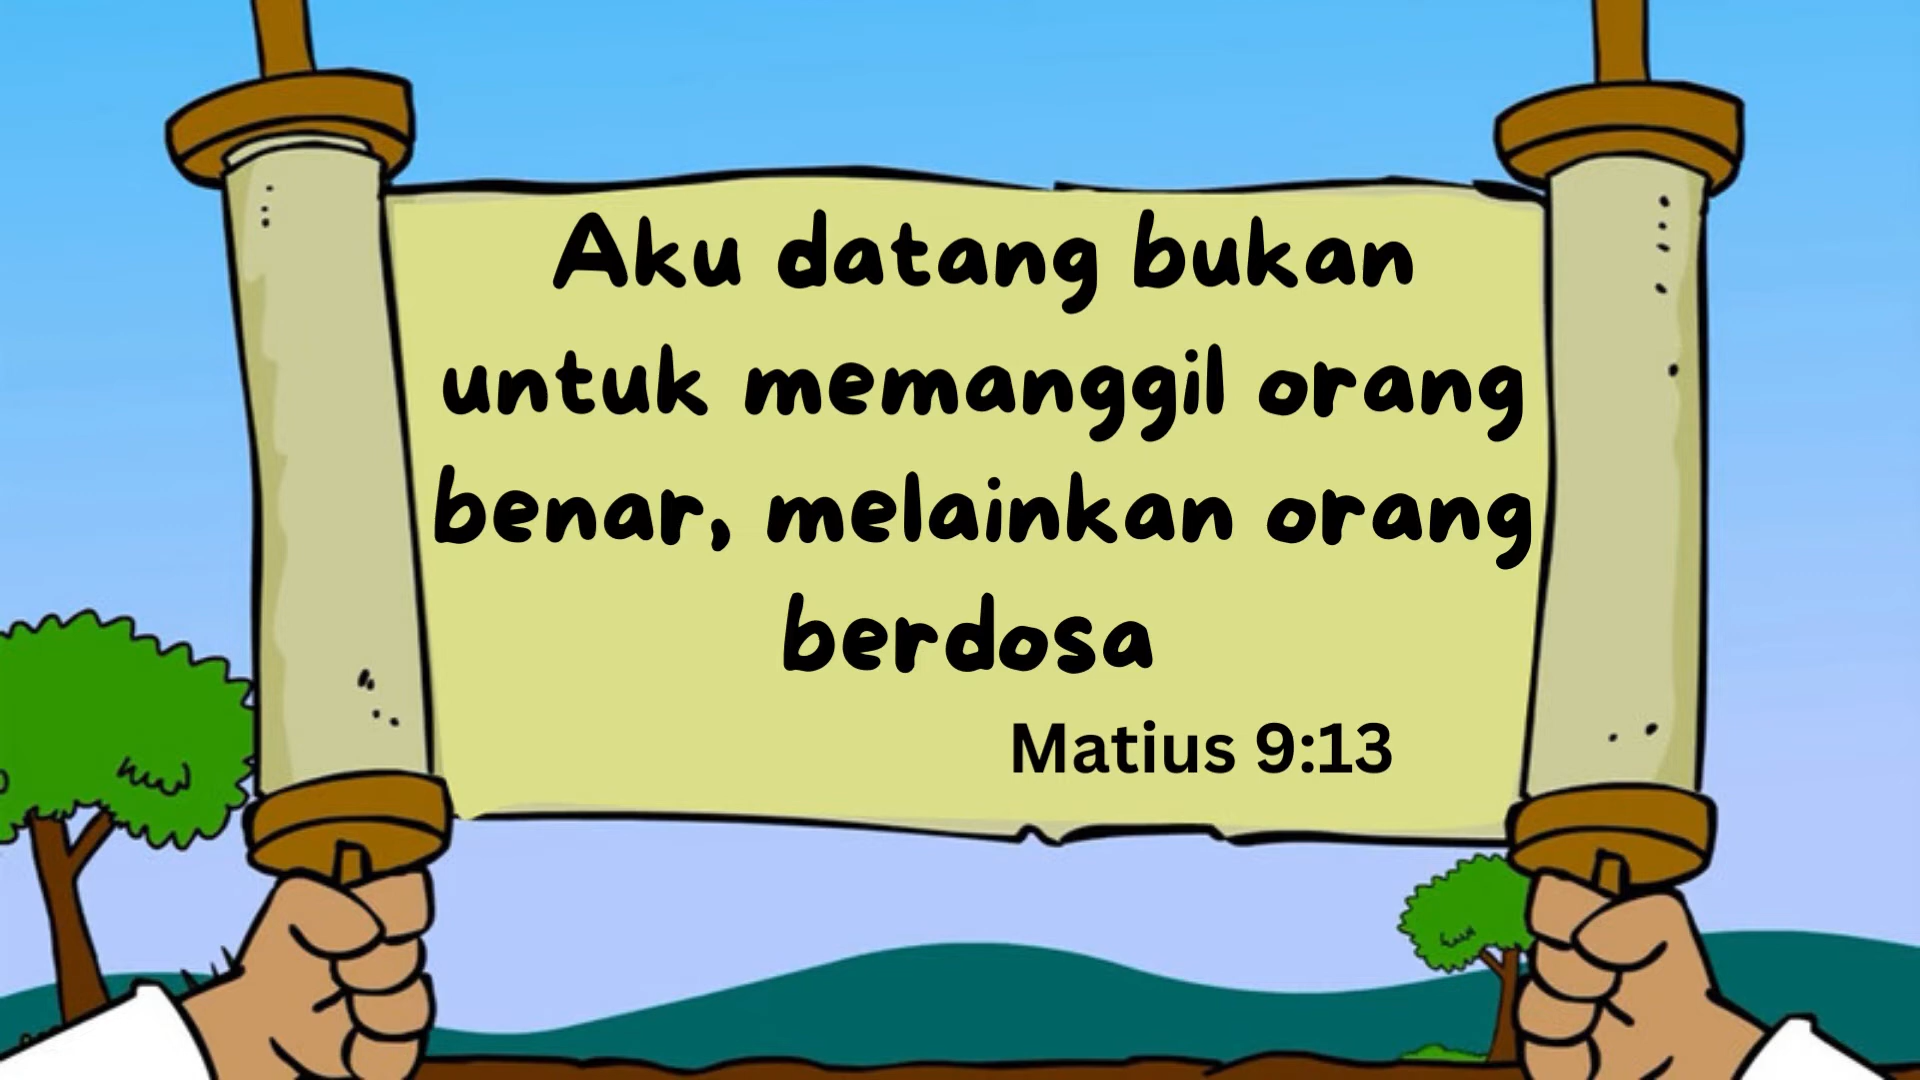 Aku datang bukan
untuk memanggil orang
benar, melainkan orang
berdosa
Matius 9:13